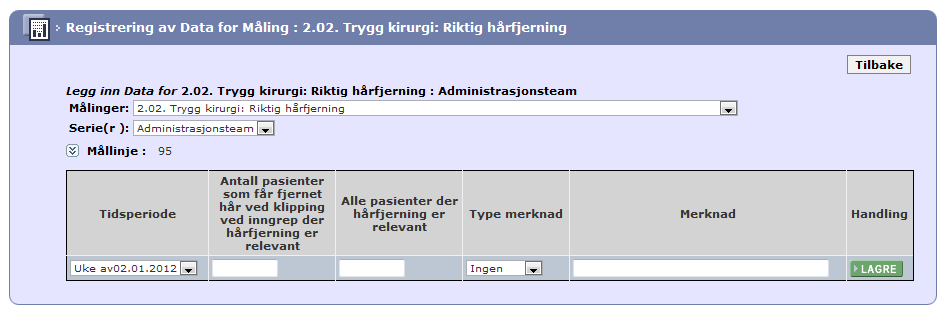 Registrering av Data for Måling : 2.02. Trygg kirurgi: Riktig hårfjerning
Tilbake
Legg inn Data for 2.02. Trygg kirurgi: Riktig hårfjerning : Administrasjonsteam
Målinger: 2.02. Trygg kirurgi: Riktig hårfjerning
Serie(r ): Administrasjonsteam
Mållinje : 95
Tidsperiode
Antall pasienter
som får fjernet
hår ved klipping
ved inngrep der
hårfjerning er
relevant
Alle pasienter der
hårfjerning er
relevant
Type merknad
Merknad
Handling
Uke av02.01.2012
Ingen
LAGRE